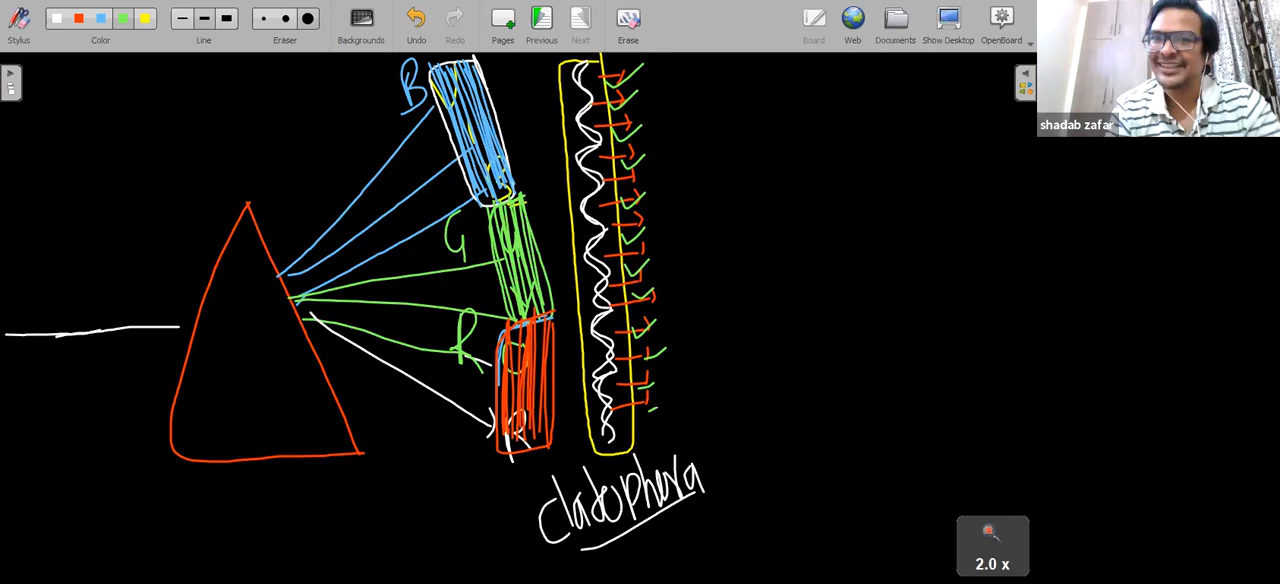 Stylus Color Line Eraser Backgrounds Undo Redo Pages Previous Next Erase Board Web Documents Show Desktop OpenBoard
shadab zafar
B
G
R
R
Cladophora
2.0 x